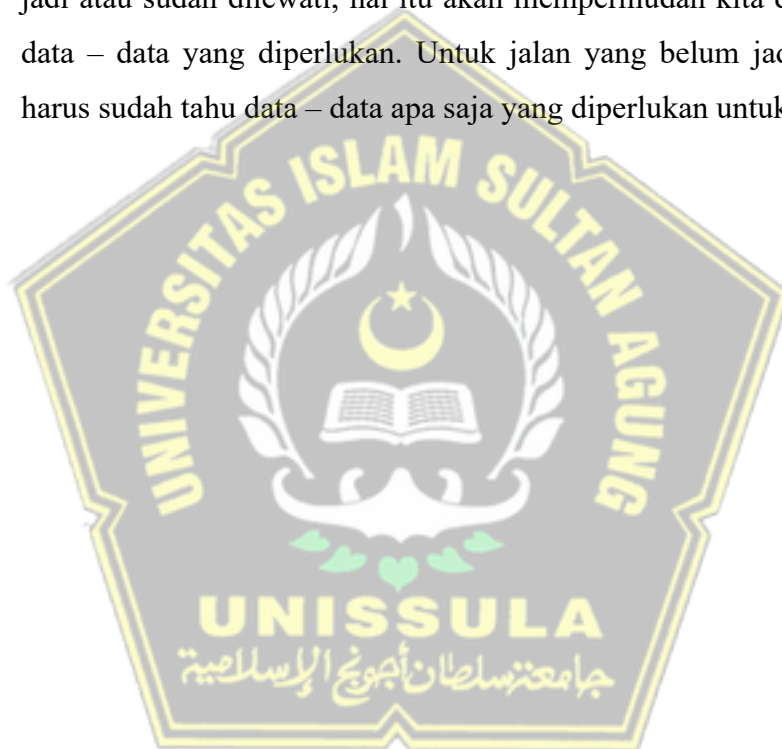 jadi atau sudah dilewati, hal itu akan mempermudah kita
data – data yang diperlukan. Untuk jalan yang belum
harus sudah tahu data – data apa saja yang diperlukan untuk
UNIVERSITAS ISLAM SULTAN AGUNG
UNISSULA
جامعة سلطان أجونج الإسلامية